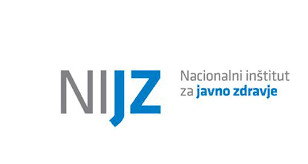 NIJZ
Nacionalni inštitut
za javno zdravje